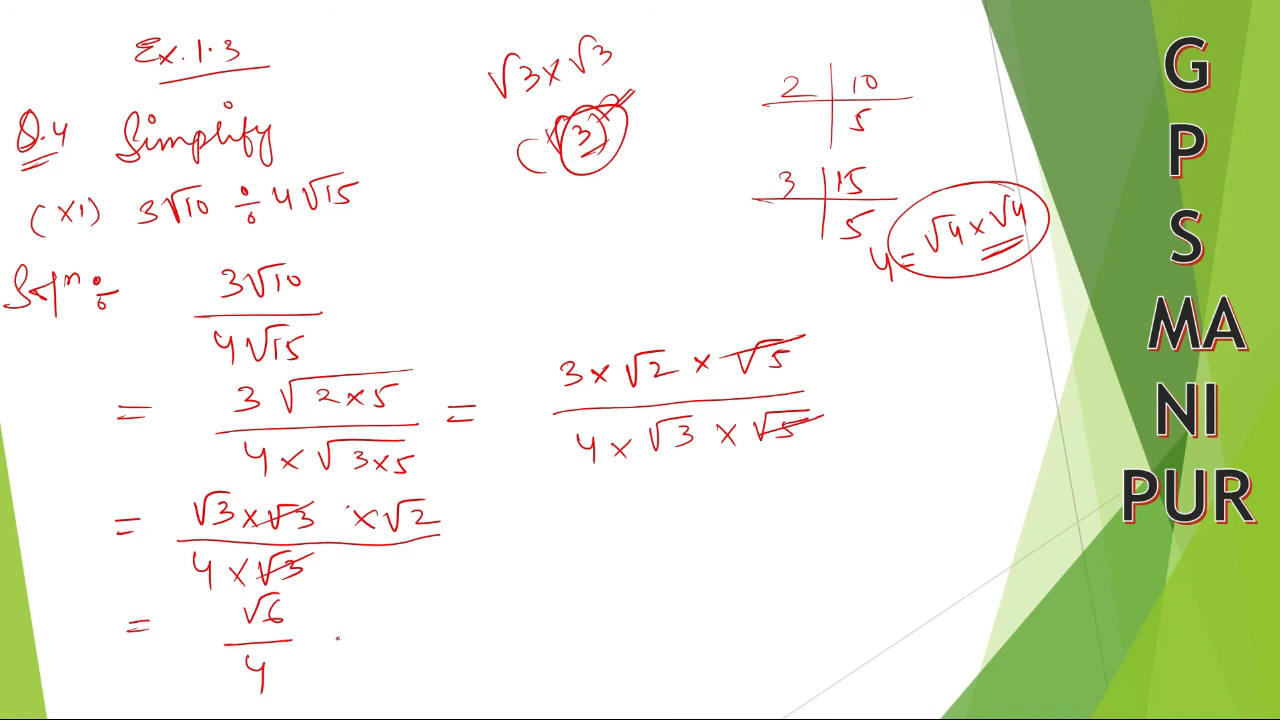 Ex. 1.3
Q.4 Simplify
(XI) 3√10 ÷ 4√15
Solⁿ ÷
3√10
4√15
= 3 √2×5 =
4 × √3×5
3 × √2 × √5
4 × √3 × √5
= √3 × √3 × √2
4 × √3
= √6
4
√3 × √3
(√3)²
2 | 10
5
3 | 15
5
4 = √4 × √4
G
P
S
MA
NI
PUR